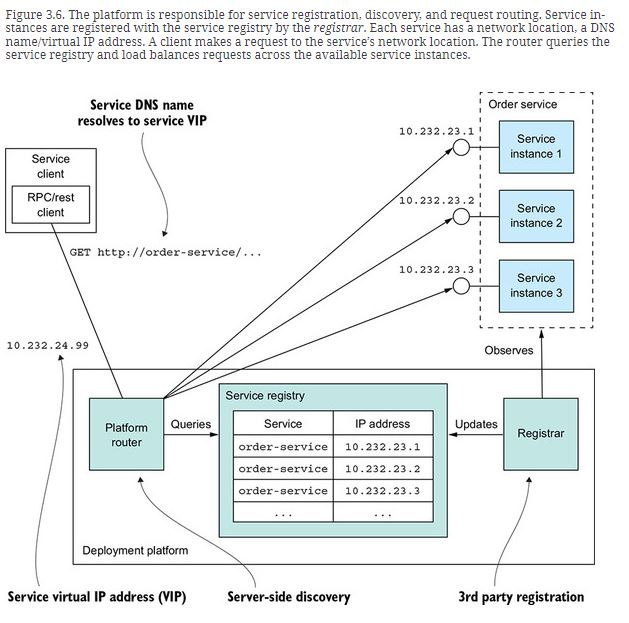 Figure 3.6. The platform is responsible for service registration, discovery, and request routing. Service in-
stances are registered with the service registry by the registrar. Each service has a network location, a DNS
name/virtual IP address. A client makes a request to the service's network location. The router queries the
service registry and load balances requests across the available service instances.
Service DNS name
resolves to service VIP
Order service
10.232.23.1
Service
instance 1
Service
client
RPC/rest
client
10.232.23.2
Service
instance 2
GET http://order-service/...
10.232.23.3
Service
instance 3
10.232.24.99
Observes
Service registry
Platform
router
Queries
Service
IP address
order-service
10.232.23.1
order-service
10.232.23.2
order-service
10.232.23.3
...
...
Updates
Registrar
Deployment platform
Service virtual IP address (VIP)
Server-side discovery
3rd party registration